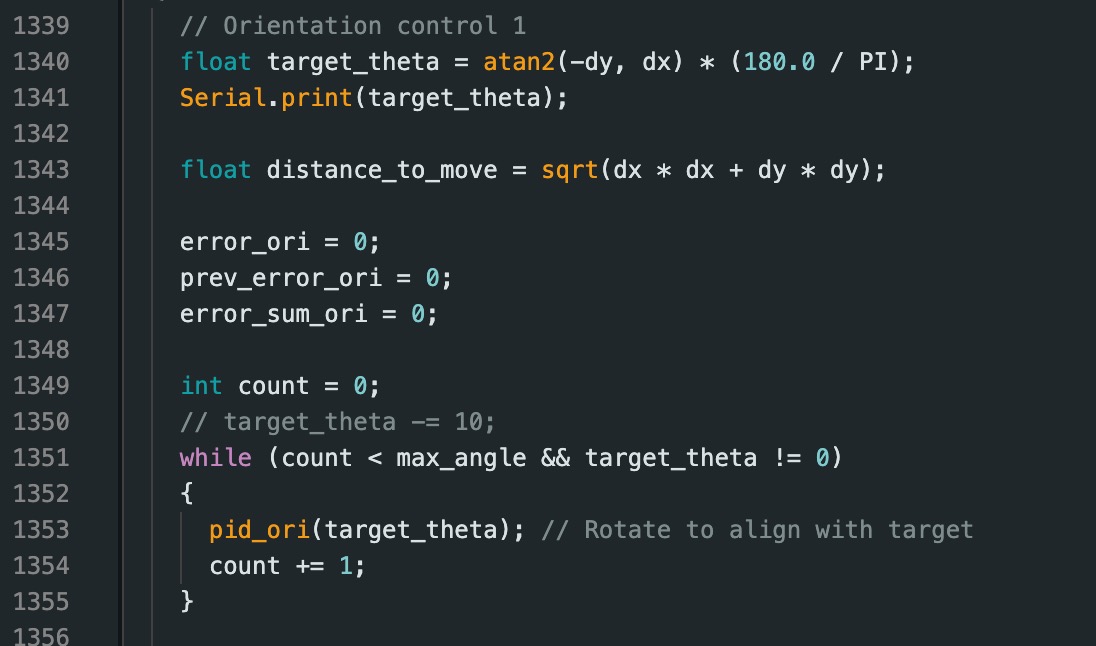 1339 // Orientation control 1
1340 float target_theta = atan2(-dy, dx) * (180.0 / PI);
1341 Serial.print(target_theta);
1342
1343 float distance_to_move = sqrt(dx * dx + dy * dy);
1344
1345 error_ori = 0;
1346 prev_error_ori = 0;
1347 error_sum_ori = 0;
1348
1349 int count = 0;
1350 // target_theta -= 10;
1351 while (count < max_angle && target_theta != 0)
1352 {
1353 pid_ori(target_theta); // Rotate to align with target
1354 count += 1;
1355 }
1356